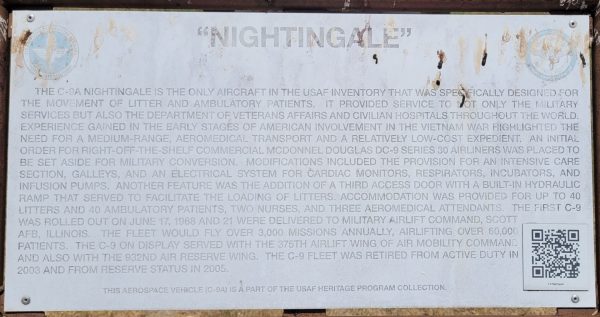 "NIGHTINGALE"
THE C-9A NIGHTINGALE IS THE ONLY AIRCRAFT IN THE USAF INVENTORY THAT WAS SPECIFICALLY DESIGNED FOR
THE MOVEMENT OF LITTER AND AMBULATORY PATIENTS. IT PROVIDED SERVICE TO NOT ONLY THE MILITARY
SERVICES BUT ALSO THE DEPARTMENT OF VETERANS AFFAIRS AND CIVILIAN HOSPITALS THROUGHOUT THE WORLD.
EXPERIENCE GAINED IN THE EARLY STAGES OF AMERICAN INVOLVEMENT IN THE VIETNAM WAR HIGHLIGHTED THE
NEED FOR A MEDIUM-RANGE, AEROMEDICAL TRANSPORT AND A RELATIVELY LOW-COST EXPEDIENT. AN INITIAL
ORDER FOR EIGHT OFF-THE-SHELF COMMERCIAL MCDONNEL DOUGLAS DC-9 SERIES 30 AIRLINERS WAS PLACED TO
BE SET ASIDE FOR MILITARY CONVERSION. MODIFICATIONS INCLUDED THE PROVISION FOR AN INTENSIVE CARE
SECTION, GALLEYS, AND AN ELECTRICAL SYSTEM FOR CARDIAC MONITORS, RESPIRATORS, INCUBATORS, AND
INFUSION PUMPS. ANOTHER FEATURE WAS THE ADDITION OF A THIRD ACCESS DOOR WITH A BUILT-IN HYDRAULIC
RAMP THAT SERVED TO FACILITATE THE LOADING OF LITTERS. ACCOMMODATION WAS PROVIDED FOR UP TO 40
LITTERS AND 40 AMBULATORY PATIENTS, TWO NURSES, AND THREE AEROMEDICAL ATTENDANTS. THE FIRST C-9
WAS ROLLED OUT ON JUNE 17, 1968 AND 21 WERE DELIVERED TO MILITARY AIRLIFT COMMAND, SCOTT
AFB, ILLINOIS. THE FLEET WOULD FLY OVER 3,000 MISSIONS ANNUALLY, AIRLIFTING OVER 60,000
PATIENTS. THE C-9 ON DISPLAY SERVED WITH THE 375TH AIRLIFT WING OF AIR MOBILITY COMMAND
AND ALSO WITH THE 932ND AIR RESERVE WING. THE C-9 FLEET WAS RETIRED FROM ACTIVE DUTY IN
2003 AND FROM RESERVE STATUS IN 2005.
THIS AEROSPACE VEHICLE (C-9A) IS A PART OF THE USAF HERITAGE PROGRAM COLLECTION.